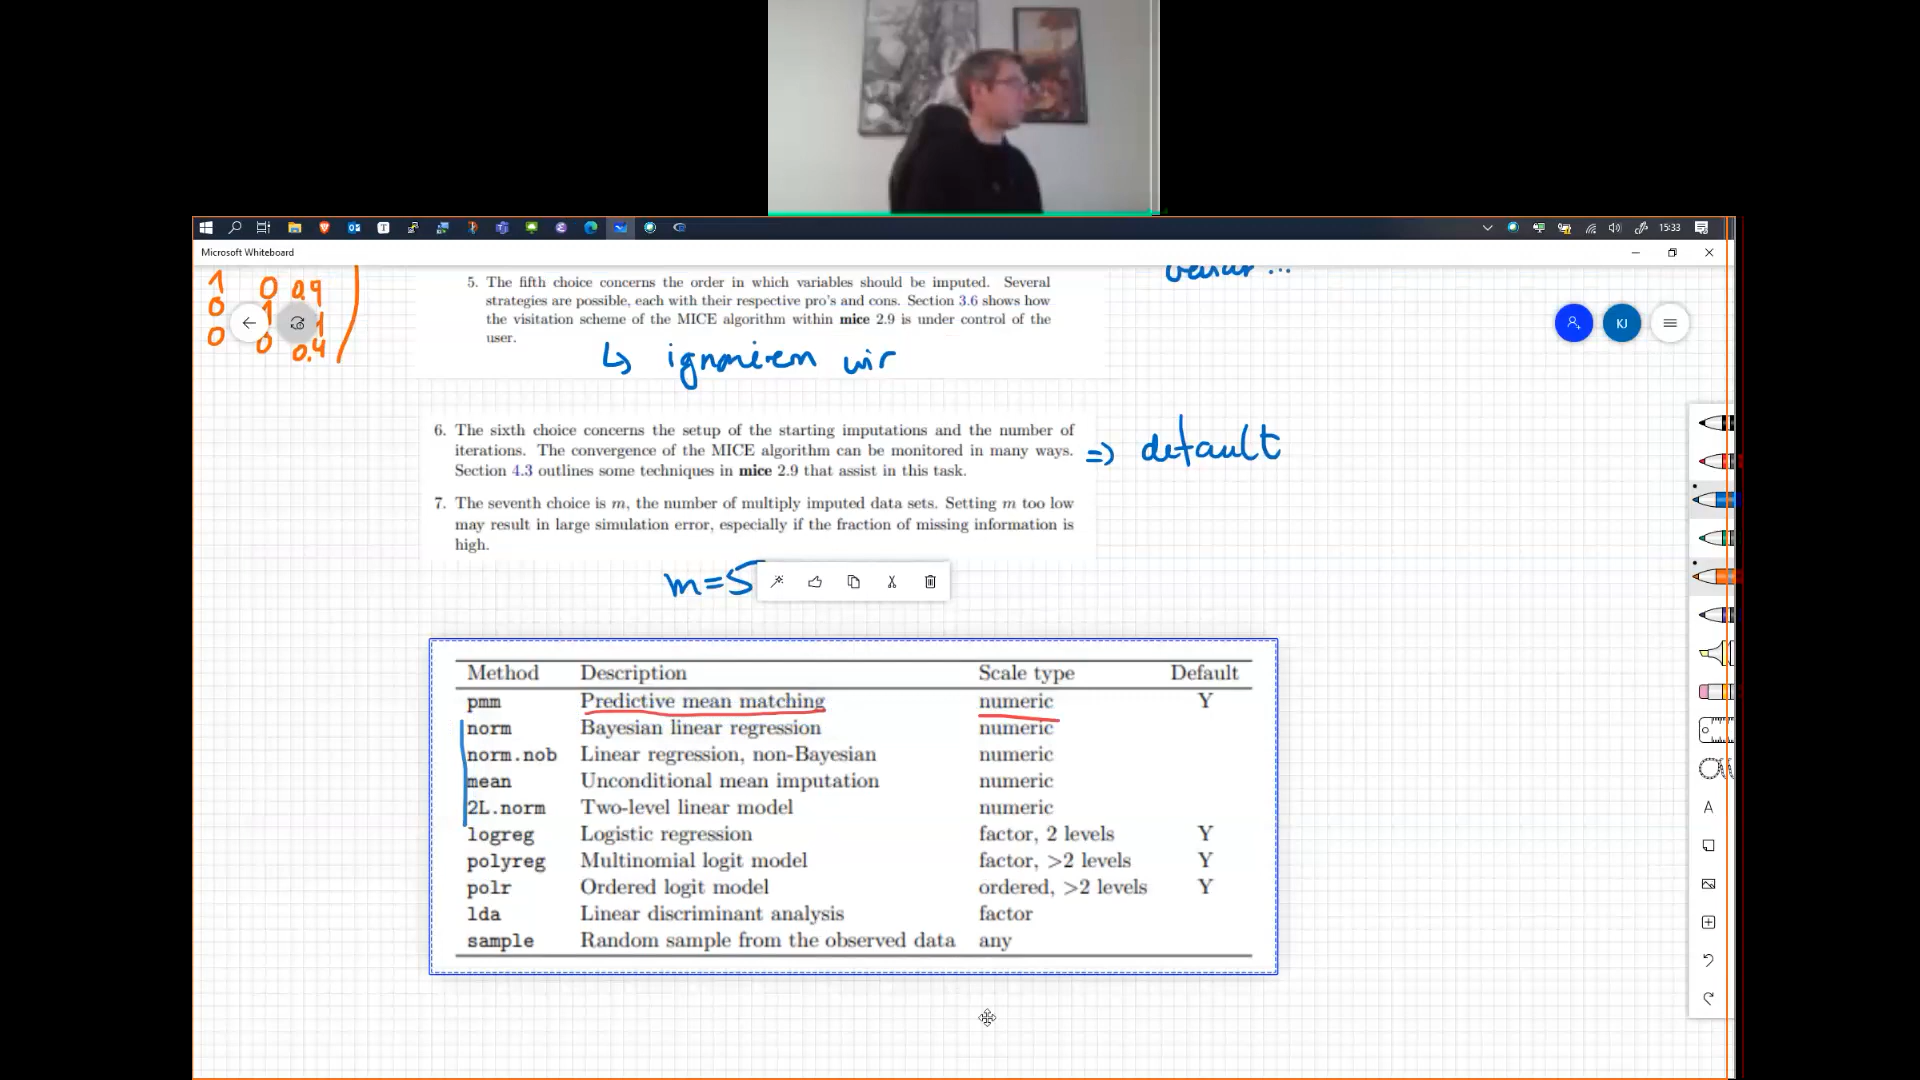 15:33
Microsoft Whiteboard
1 0 0.9
0 1 1
0 0 0.4
5. The fifth choice concerns the order in which variables should be imputed. Several
strategies are possible, each with their respective pro's and cons. Section 3.6 shows how
the visitation scheme of the MICE algorithm within mice 2.9 is under control of the
user.
↳ ignorieren wir
KJ
6. The sixth choice concerns the setup of the starting imputations and the number of
iterations. The convergence of the MICE algorithm can be monitored in many ways.
Section 4.3 outlines some techniques in mice 2.9 that assist in this task.
=> default
7. The seventh choice is m, the number of multiply imputed data sets. Setting m too low
may result in large simulation error, especially if the fraction of missing information is
high.
m=5
Method Description Scale type Default
pmm Predictive mean matching numeric Y
norm Bayesian linear regression numeric
norm.nob Linear regression, non-Bayesian numeric
mean Unconditional mean imputation numeric
2L.norm Two-level linear model numeric
logreg Logistic regression factor, 2 levels Y
polyreg Multinomial logit model factor, >2 levels Y
polr Ordered logit model ordered, >2 levels Y
lda Linear discriminant analysis factor
sample Random sample from the observed data any